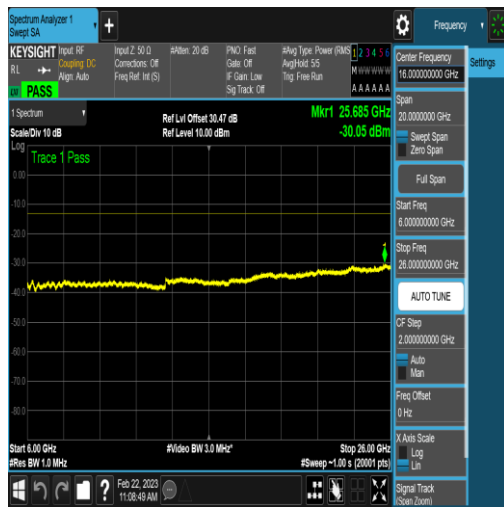 Spectrum Analyzer 1
Swept SA
Frequency
KEYSIGHT
Input: RF
Coupling: DC
Align: Auto
Input Z: 50 Ω
Corrections: Off
Freq Ref: Int (S)
#Atten: 20 dB
PNO: Fast
Gate: Off
IF Gain: Low
Sig Track: Off
#Avg Type: Power (RMS
Avg|Hold: 5/5
Trig: Free Run
1 2 3 4 5 6
M W W W W W
A A A A A A
R L
PASS
1 Spectrum
Scale/Div 10 dB
Ref Lvl Offset 30.47 dB
Ref Level 10.00 dBm
Mkr1 25.685 GHz
-30.05 dBm
Log
Trace 1 Pass
0.00
-10.0
-20.0
-30.0
-40.0
-50.0
-60.0
-70.0
-80.0
1
Start 6.00 GHz
#Res BW 1.0 MHz
#Video BW 3.0 MHz*
Stop 26.00 GHz
#Sweep ~1.00 s (20001 pts)
Feb 22, 2023
11:08:49 AM
Center Frequency
16.000000000 GHz
Settings
Span
20.0000000 GHz
Swept Span
Zero Span
Full Span
Start Freq
6.000000000 GHz
Stop Freq
26.000000000 GHz
AUTO TUNE
CF Step
2.000000000 GHz
Auto
Man
Freq Offset
0 Hz
X Axis Scale
Log
Lin
Signal Track
(Span Zoom)